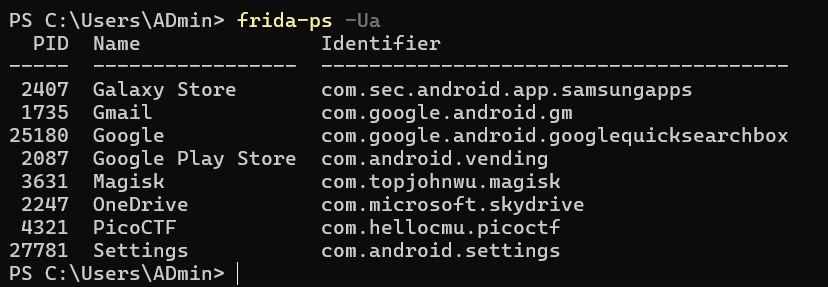 PS C:\Users\ADmin> frida-ps -Ua
  PID  Name               Identifier
-----  -----------------  ---------------------------------------
 2407  Galaxy Store       com.sec.android.app.samsungapps
 1735  Gmail              com.google.android.gm
25180  Google             com.google.android.googlequicksearchbox
 2087  Google Play Store  com.android.vending
 3631  Magisk             com.topjohnwu.magisk
 2247  OneDrive           com.microsoft.skydrive
 4321  PicoCTF            com.hellocmu.picoctf
27781  Settings           com.android.settings
PS C:\Users\ADmin>